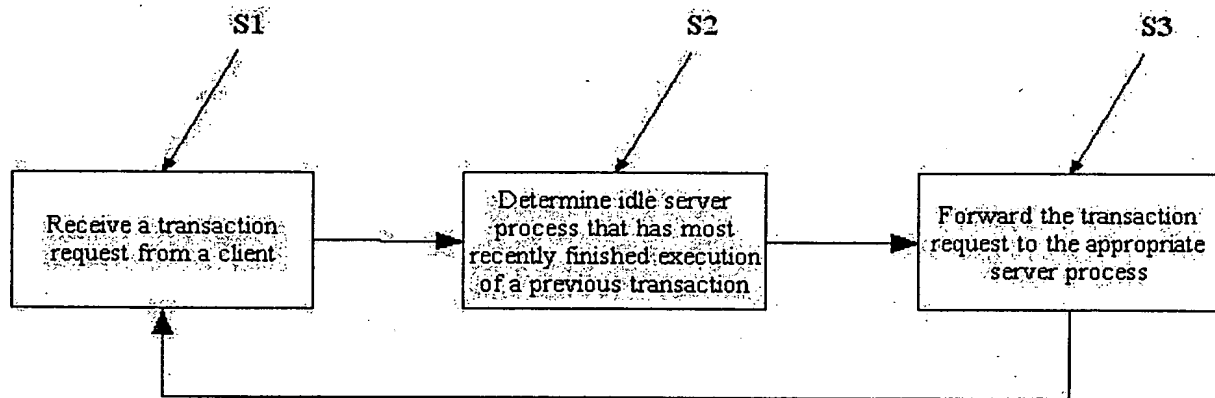 S1
S2
S3
Receive a transaction
request from a client
Determine idle server
process that has most
recently finished execution
of a previous transaction
Forward the transaction
request to the appropriate
server process